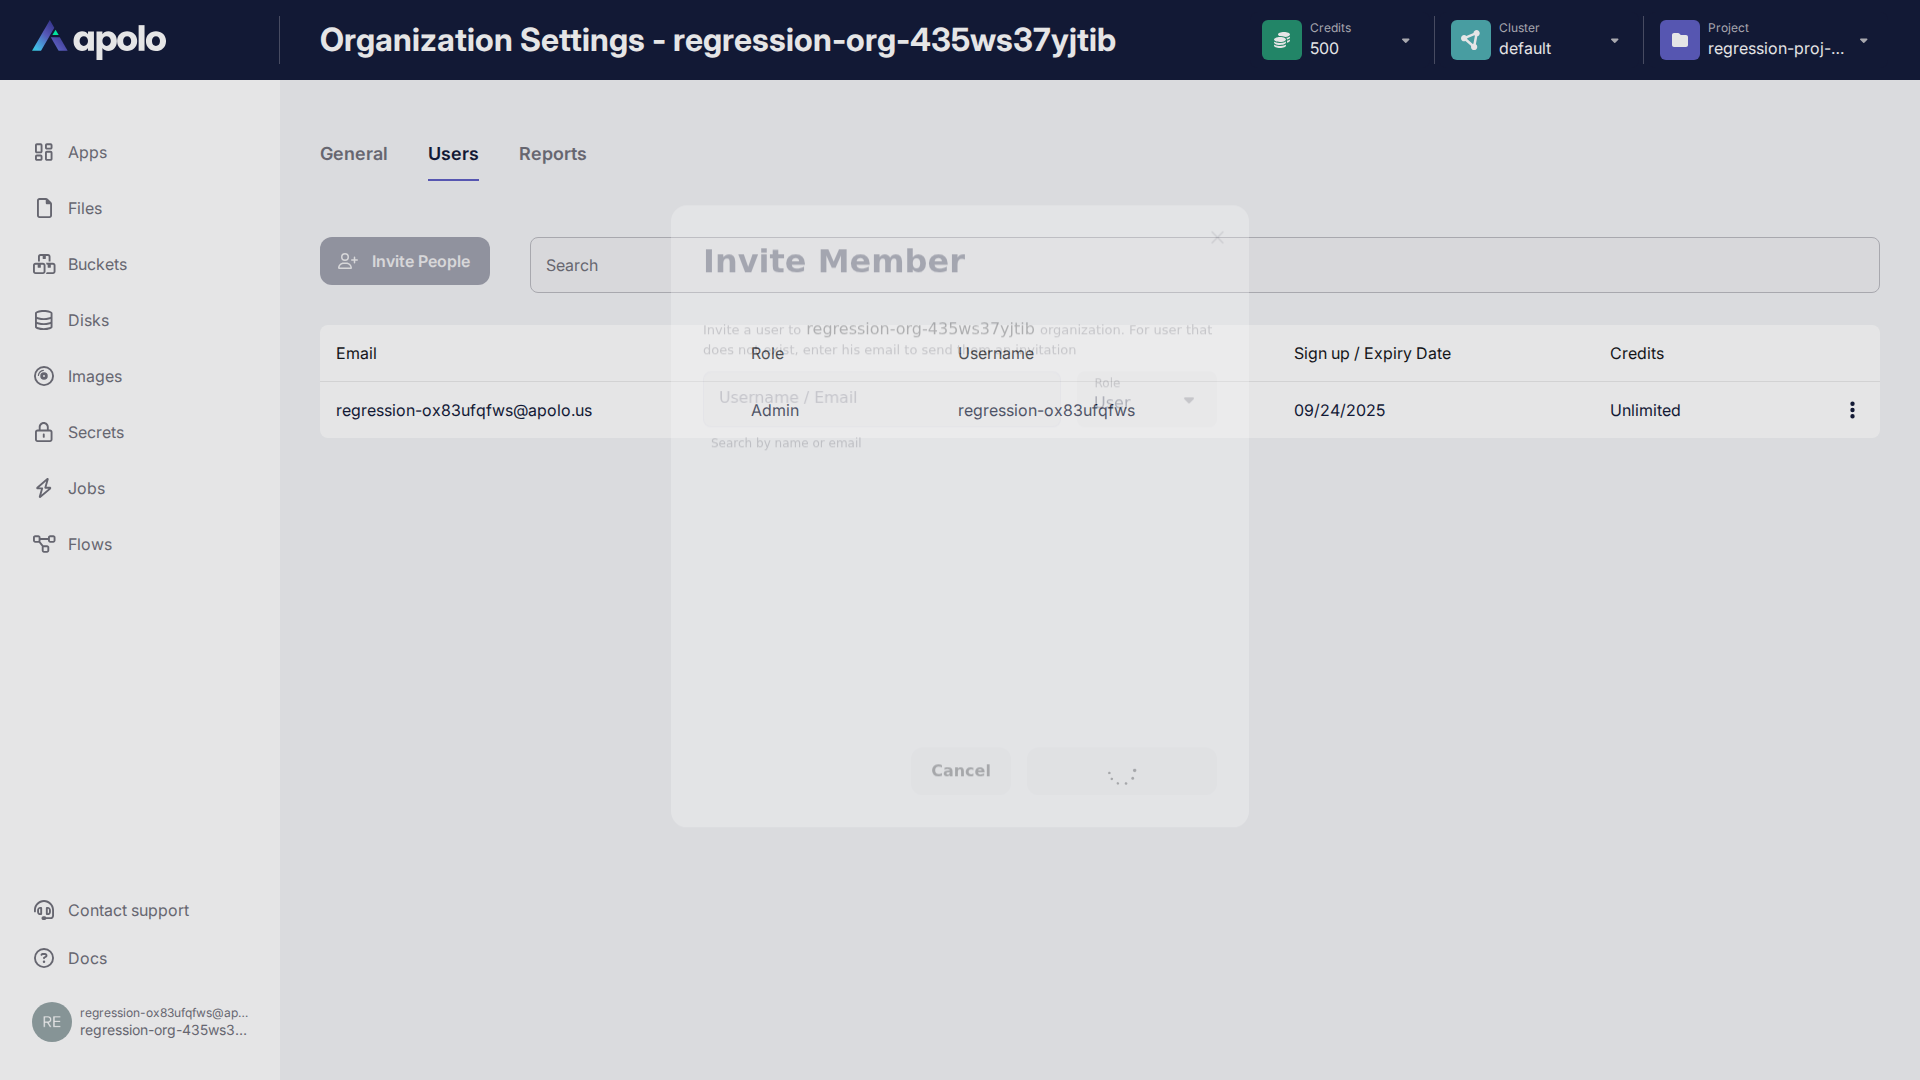 apolo
Organization Settings - regression-org-435ws37yjtib
Credits
500
Cluster
default
Project
regression-proj-...
Apps
Files
Buckets
Disks
Images
Secrets
Jobs
Flows
Contact support
Docs
RE
regression-ox83ufqfws@ap...
regression-org-435ws3...
General
Users
Reports
Invite People
Search
Email
Role
Username
Sign up / Expiry Date
Credits
regression-ox83ufqfws@apolo.us
Admin
regression-ox83ufqfws
09/24/2025
Unlimited
Invite Member
Invite a user to regression-org-435ws37yjtib organization. For user that
does not exist, enter his email to send them an invitation
Username / Email
Role
User
Search by name or email
Cancel